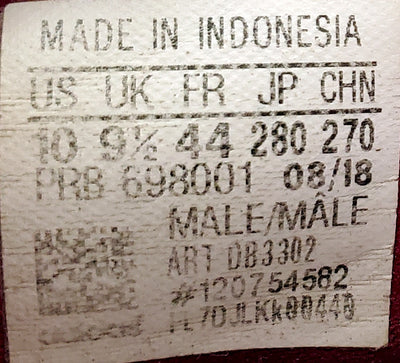 MADE IN INDONESIA
US UK FR JP CHN
10 9½ 44 280 270
PRB 698001 08/18
MALE/MÂLE
ART DB3302
#120754582